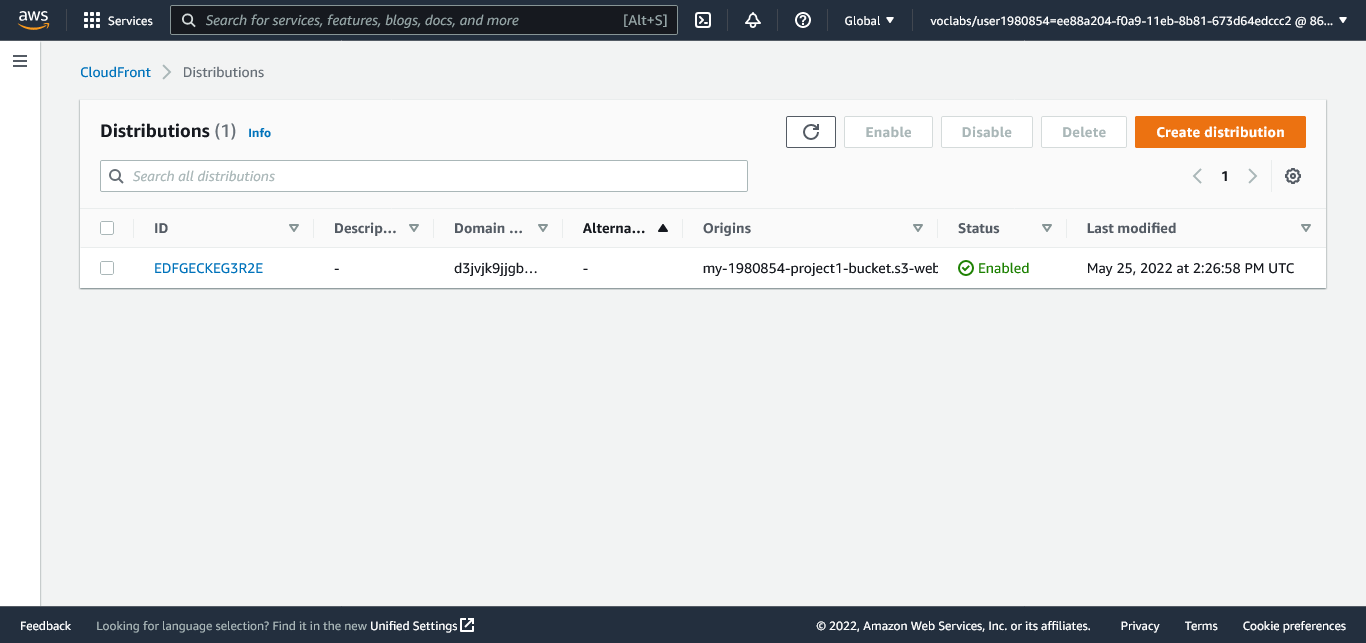 aws Services Search for services, features, blogs, docs, and more [Alt+S] Global voclabs/user1980854=ee88a204-f0a9-11eb-8b81-673d64edccc2 @ 86...
CloudFront Distributions
Distributions (1) Info Enable Disable Delete Create distribution
Search all distributions 1
ID Descrip... Domain ... Alterna... Origins Status Last modified
EDFGECKEG3R2E - d3jvjk9jjgb... - my-1980854-project1-bucket.s3-web Enabled May 25, 2022 at 2:26:58 PM UTC
Feedback Looking for language selection? Find it in the new Unified Settings © 2022, Amazon Web Services, Inc. or its affiliates. Privacy Terms Cookie preferences